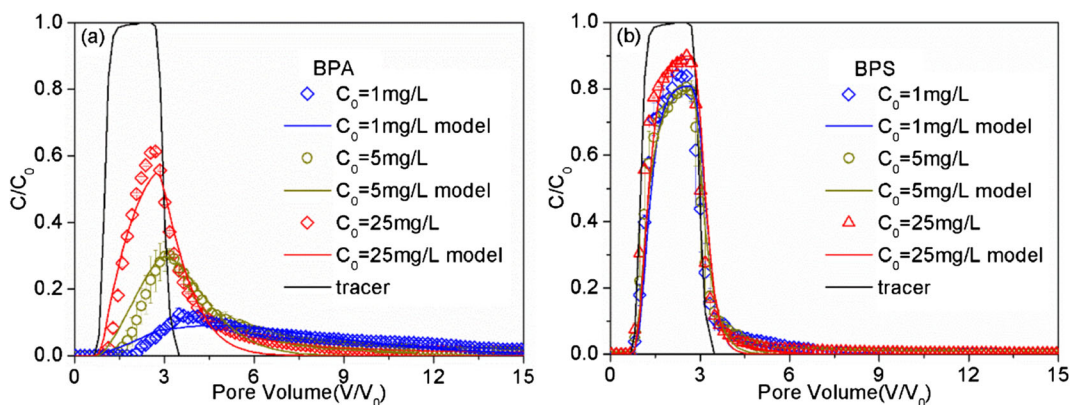 (a)
BPA
C₀=1mg/L
C₀=1mg/L model
C₀=5mg/L
C₀=5mg/L model
C₀=25mg/L
C₀=25mg/L model
tracer
C/C₀
1.0
0.8
0.6
0.4
0.2
0.0
0 3 6 9 12 15
Pore Volume(V/V₀)
(b)
BPS
C₀=1mg/L
C₀=1mg/L model
C₀=5mg/L
C₀=5mg/L model
C₀=25mg/L
C₀=25mg/L model
tracer
C/C₀
1.0
0.8
0.6
0.4
0.2
0.0
0 3 6 9 12 15
Pore Volume(V/V₀)